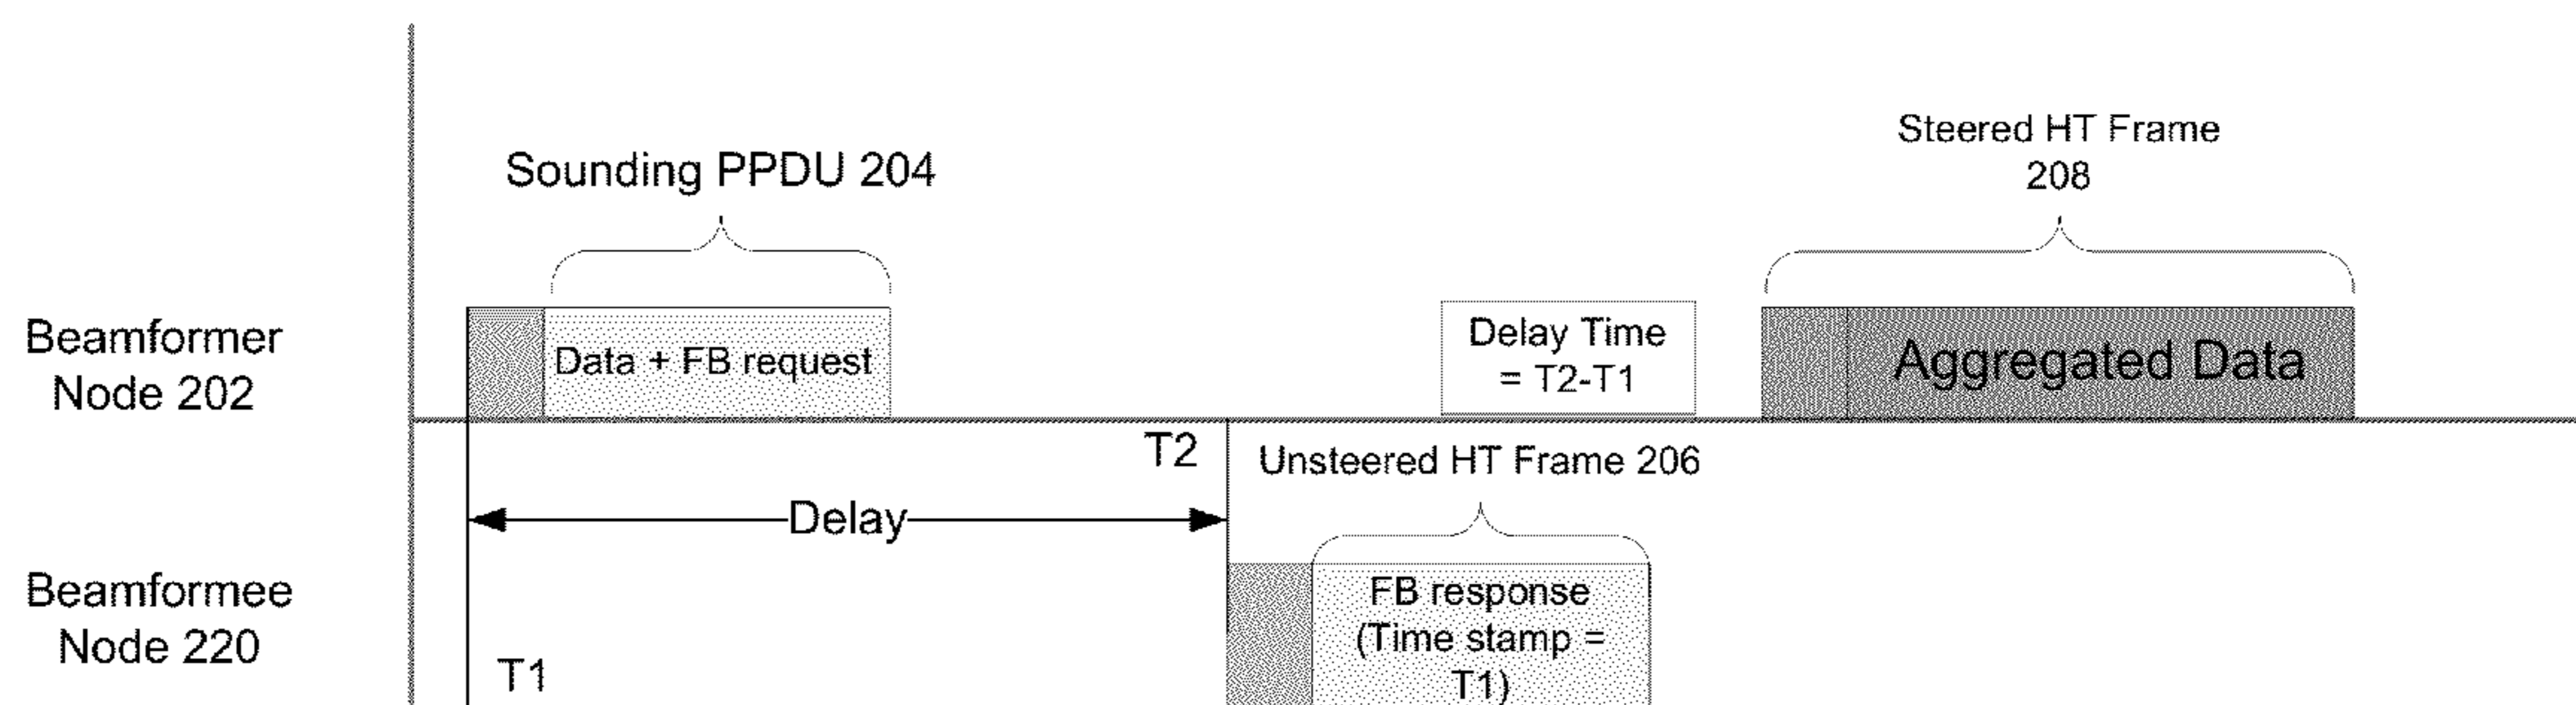 Steered HT Frame
208
Sounding PPDU 204
Beamformer
Node 202
Data + FB request
Delay Time
= T2-T1
Aggregated Data
T2
Unsteered HT Frame 206
Delay
Beamformee
Node 220
T1
FB response
(Time stamp =
T1)